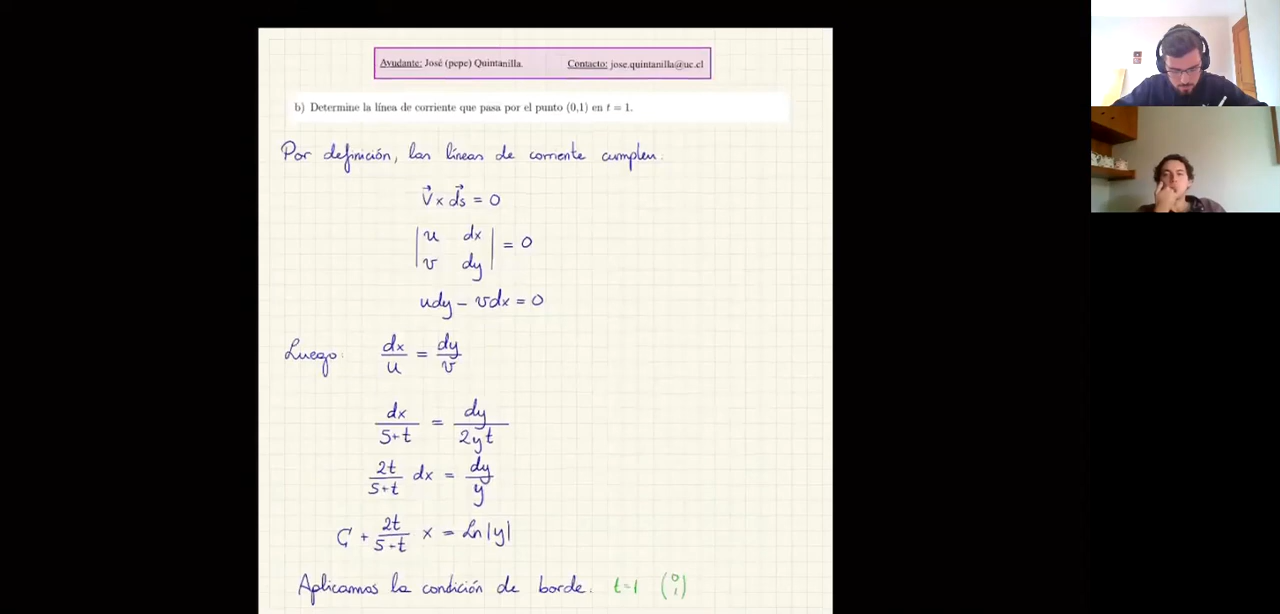 Ayudante: José (pepe) Quintanilla. Contacto: jose.quintanilla@uc.cl
b) Determine la línea de corriente que pasa por el punto (0,1) en t = 1.
Por definición, las líneas de corriente cumplen:
V⃗ x d⃗s = 0
| u dx |
| v dy | = 0
udy - vdx = 0
Luego: dx/u = dy/v
dx/(5+t) = dy/(2yt)
2t/(5+t) dx = dy/y
C₁ + 2t/(5+t) x = Ln|y|
Aplicamos la condición de borde. t=1 (0 1)